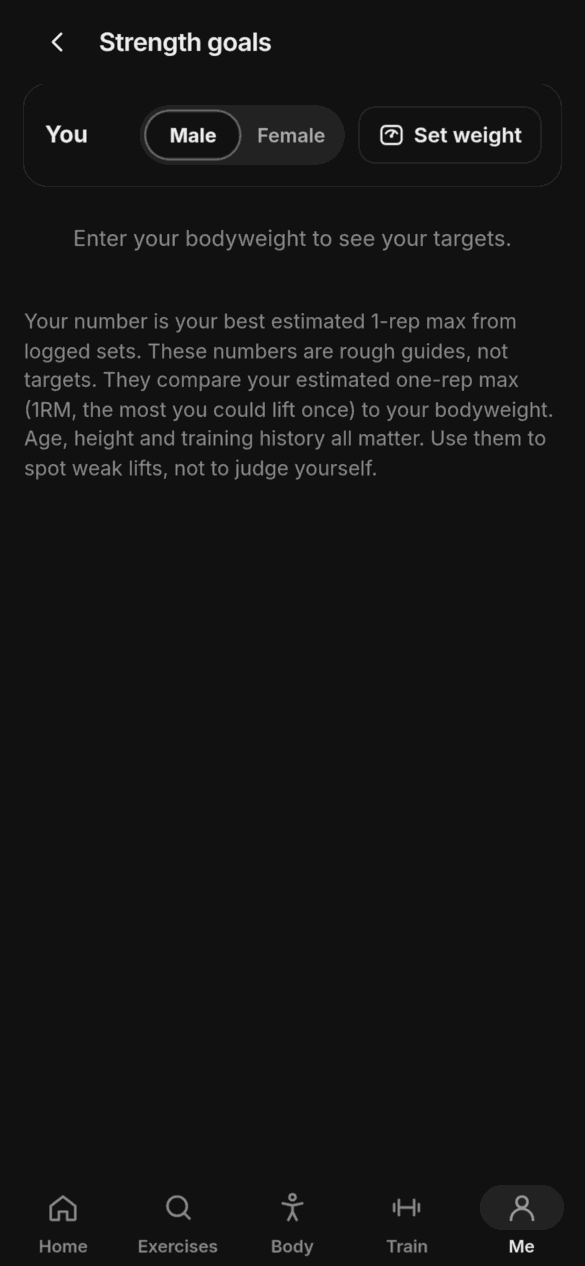 Strength goals
You
Male
Female
Set weight
Enter your bodyweight to see your targets.
Your number is your best estimated 1-rep max from
logged sets. These numbers are rough guides, not
targets. They compare your estimated one-rep max
(1RM, the most you could lift once) to your bodyweight.
Age, height and training history all matter. Use them to
spot weak lifts, not to judge yourself.
Home
Exercises
Body
Train
Me